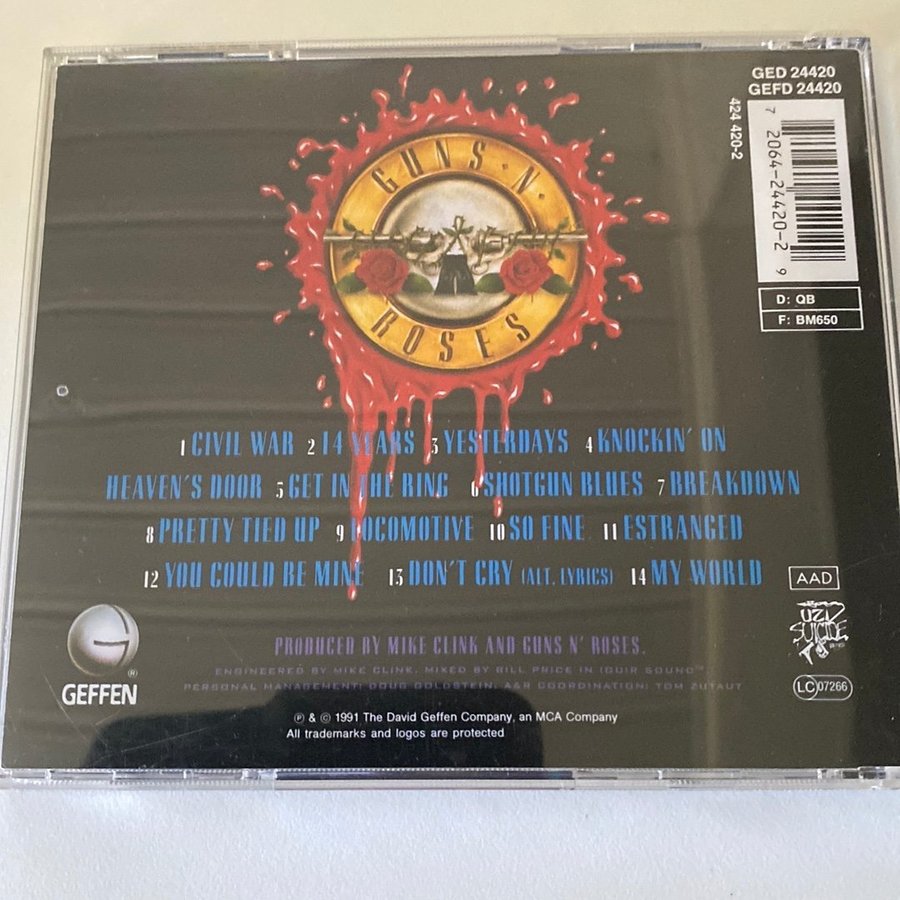 GED 24420
GEFD 24420
424 420-2
7 2064-24420-2 9
D: QB
F: BM650
GUNS N'
ROSES
1 CIVIL WAR 2 14 YEARS 3 YESTERDAYS 4 KNOCKIN' ON
HEAVEN'S DOOR 5 GET IN THE RING 6 SHOTGUN BLUES 7 BREAKDOWN
8 PRETTY TIED UP 9 LOCOMOTIVE 10 SO FINE 11 ESTRANGED
12 YOU COULD BE MINE 13 DON'T CRY (ALT. LYRICS) 14 MY WORLD
AAD
UZI
SUICIDE
PRODUCED BY MIKE CLINK AND GUNS N' ROSES.
ENGINEERED BY MIKE CLINK. MIXED BY BILL PRICE IN (QUIR SOUND™
PERSONAL MANAGEMENT: DOUG GOLDSTEIN. A&R COORDINATION: TOM ZUTAUT
GEFFEN
®
LC 07266
℗ & © 1991 The David Geffen Company, an MCA Company
All trademarks and logos are protected